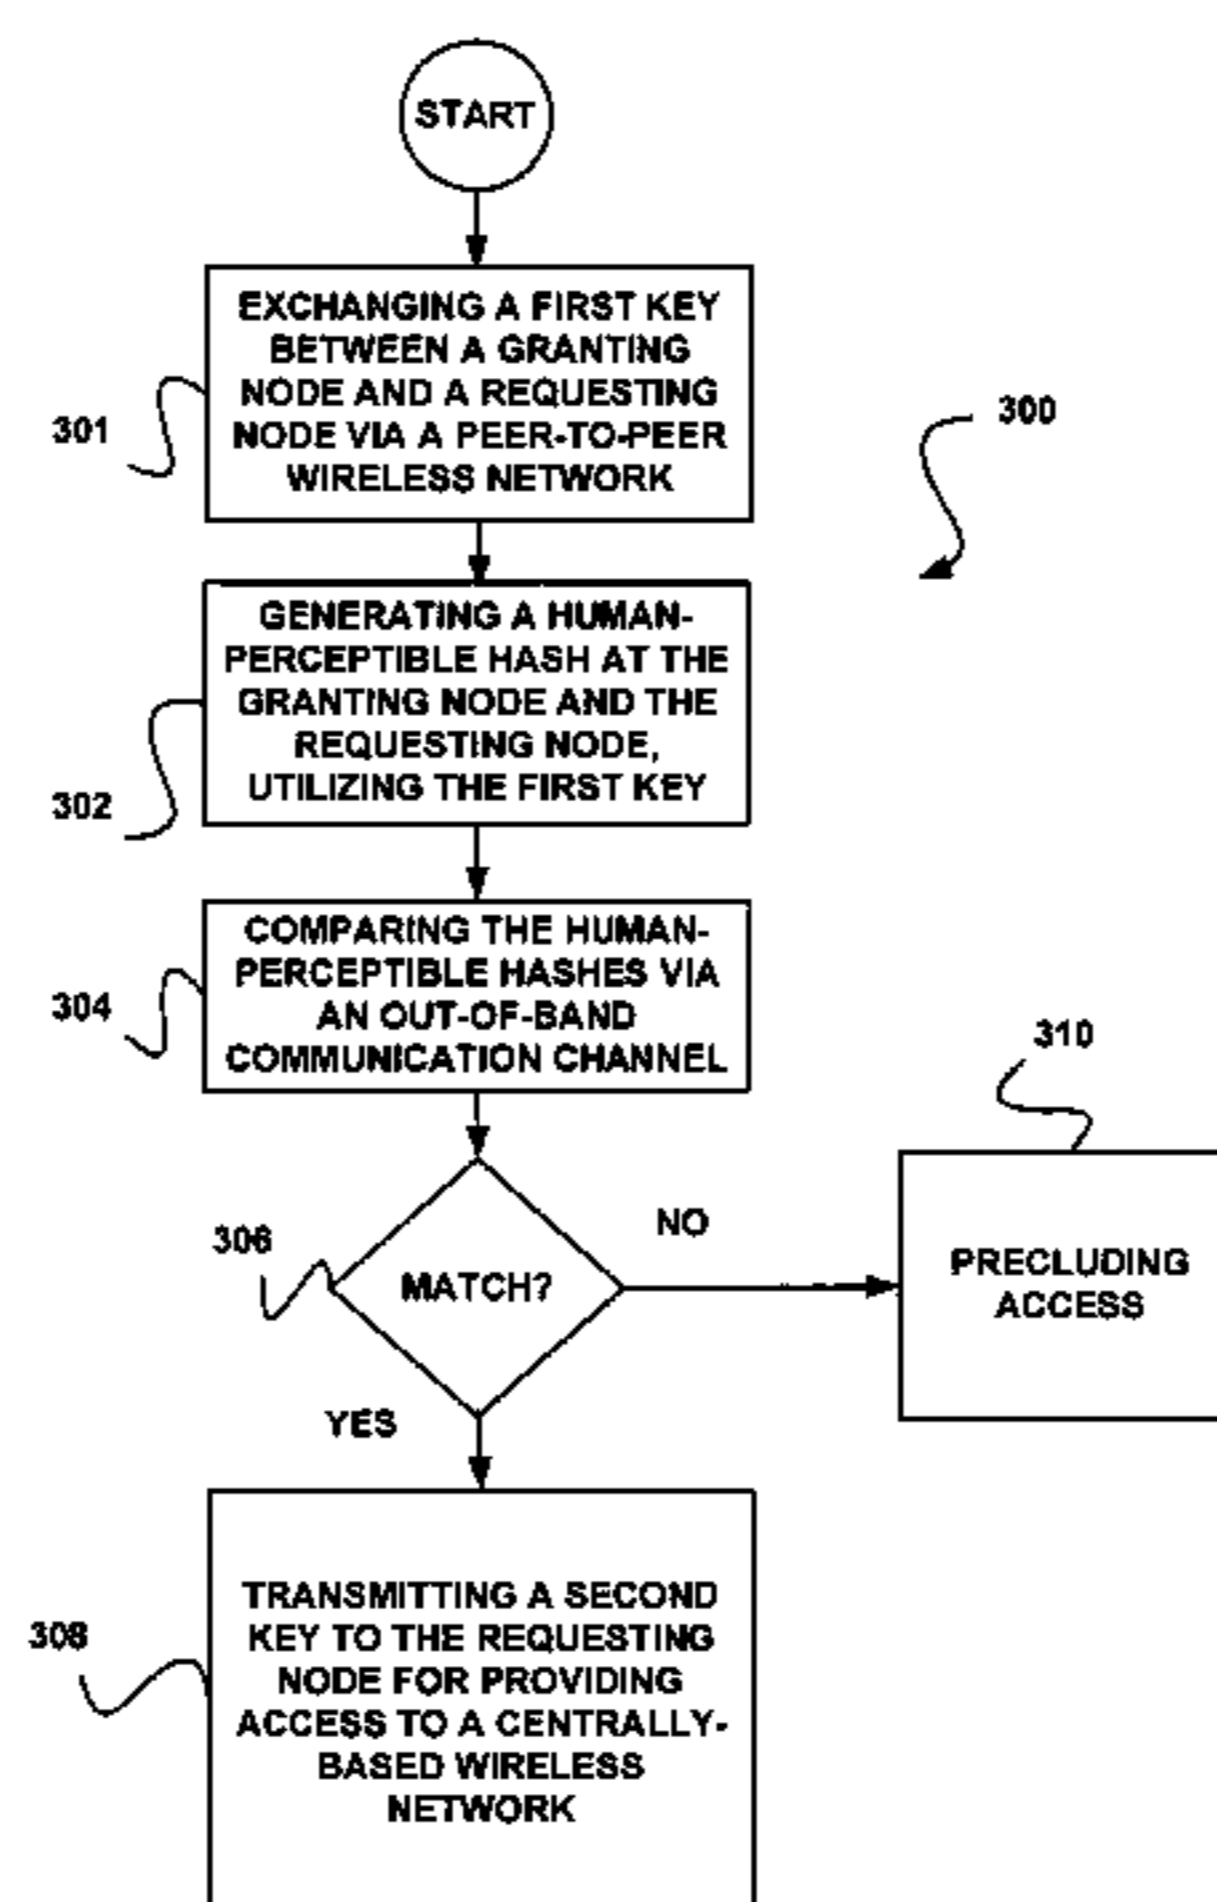 START
EXCHANGING A FIRST KEY
BETWEEN A GRANTING
NODE AND A REQUESTING
NODE VIA A PEER-TO-PEER
WIRELESS NETWORK
301
300
GENERATING A HUMAN-
PERCEPTIBLE HASH AT THE
GRANTING NODE AND THE
REQUESTING NODE,
UTILIZING THE FIRST KEY
302
COMPARING THE HUMAN-
PERCEPTIBLE HASHES VIA
AN OUT-OF-BAND
COMMUNICATION CHANNEL
304
310
306
MATCH?
NO
PRECLUDING
ACCESS
YES
TRANSMITTING A SECOND
KEY TO THE REQUESTING
NODE FOR PROVIDING
ACCESS TO A CENTRALLY-
BASED WIRELESS
NETWORK
308